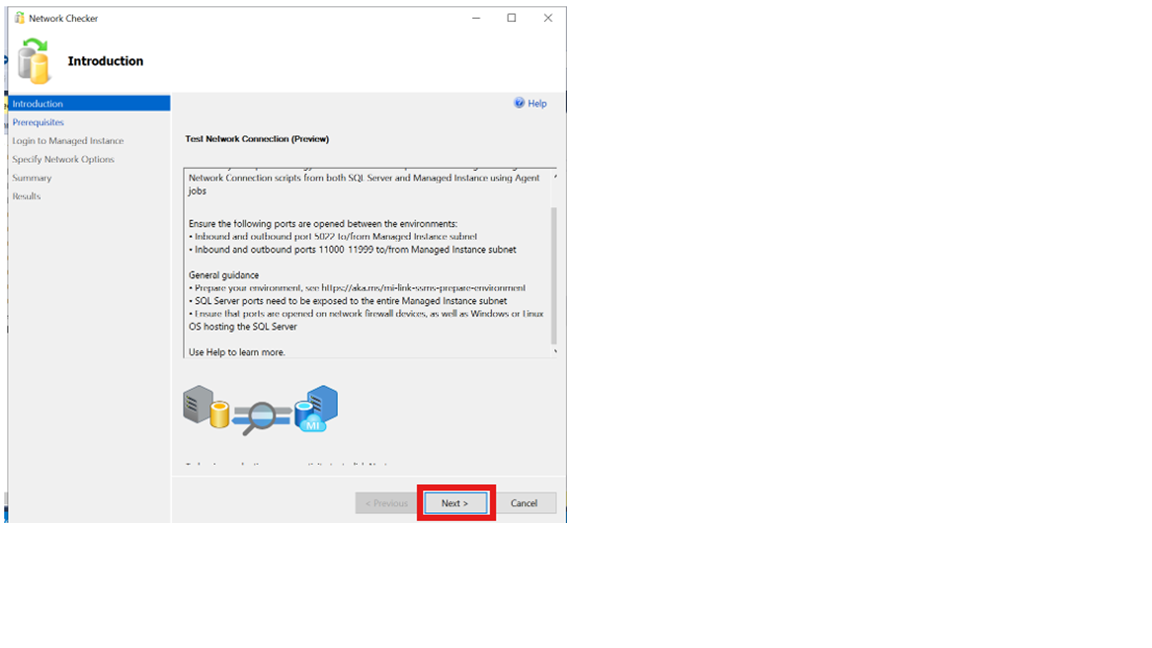 Network Checker
Introduction
Introduction
Help
Prerequisites
Test Network Connection (Preview)
Login to Managed Instance
Specify Network Options
Summary
Results
Network Connection scripts from both SQL Server and Managed Instance using Agent
jobs
Ensure the following ports are opened between the environments:
• Inbound and outbound port 5022 to/from Managed Instance subnet
• Inbound and outbound ports 11000-11999 to/from Managed Instance subnet
General guidance
• Prepare your environment, see https://aka.ms/mi-link-ssms-prepare-environment
• SQL Server ports need to be exposed to the entire Managed Instance subnet
• Ensure that ports are opened on network firewall devices, as well as Windows or Linux
OS hosting the SQL Server
Use Help to learn more.
MI
< Previous
Next >
Cancel